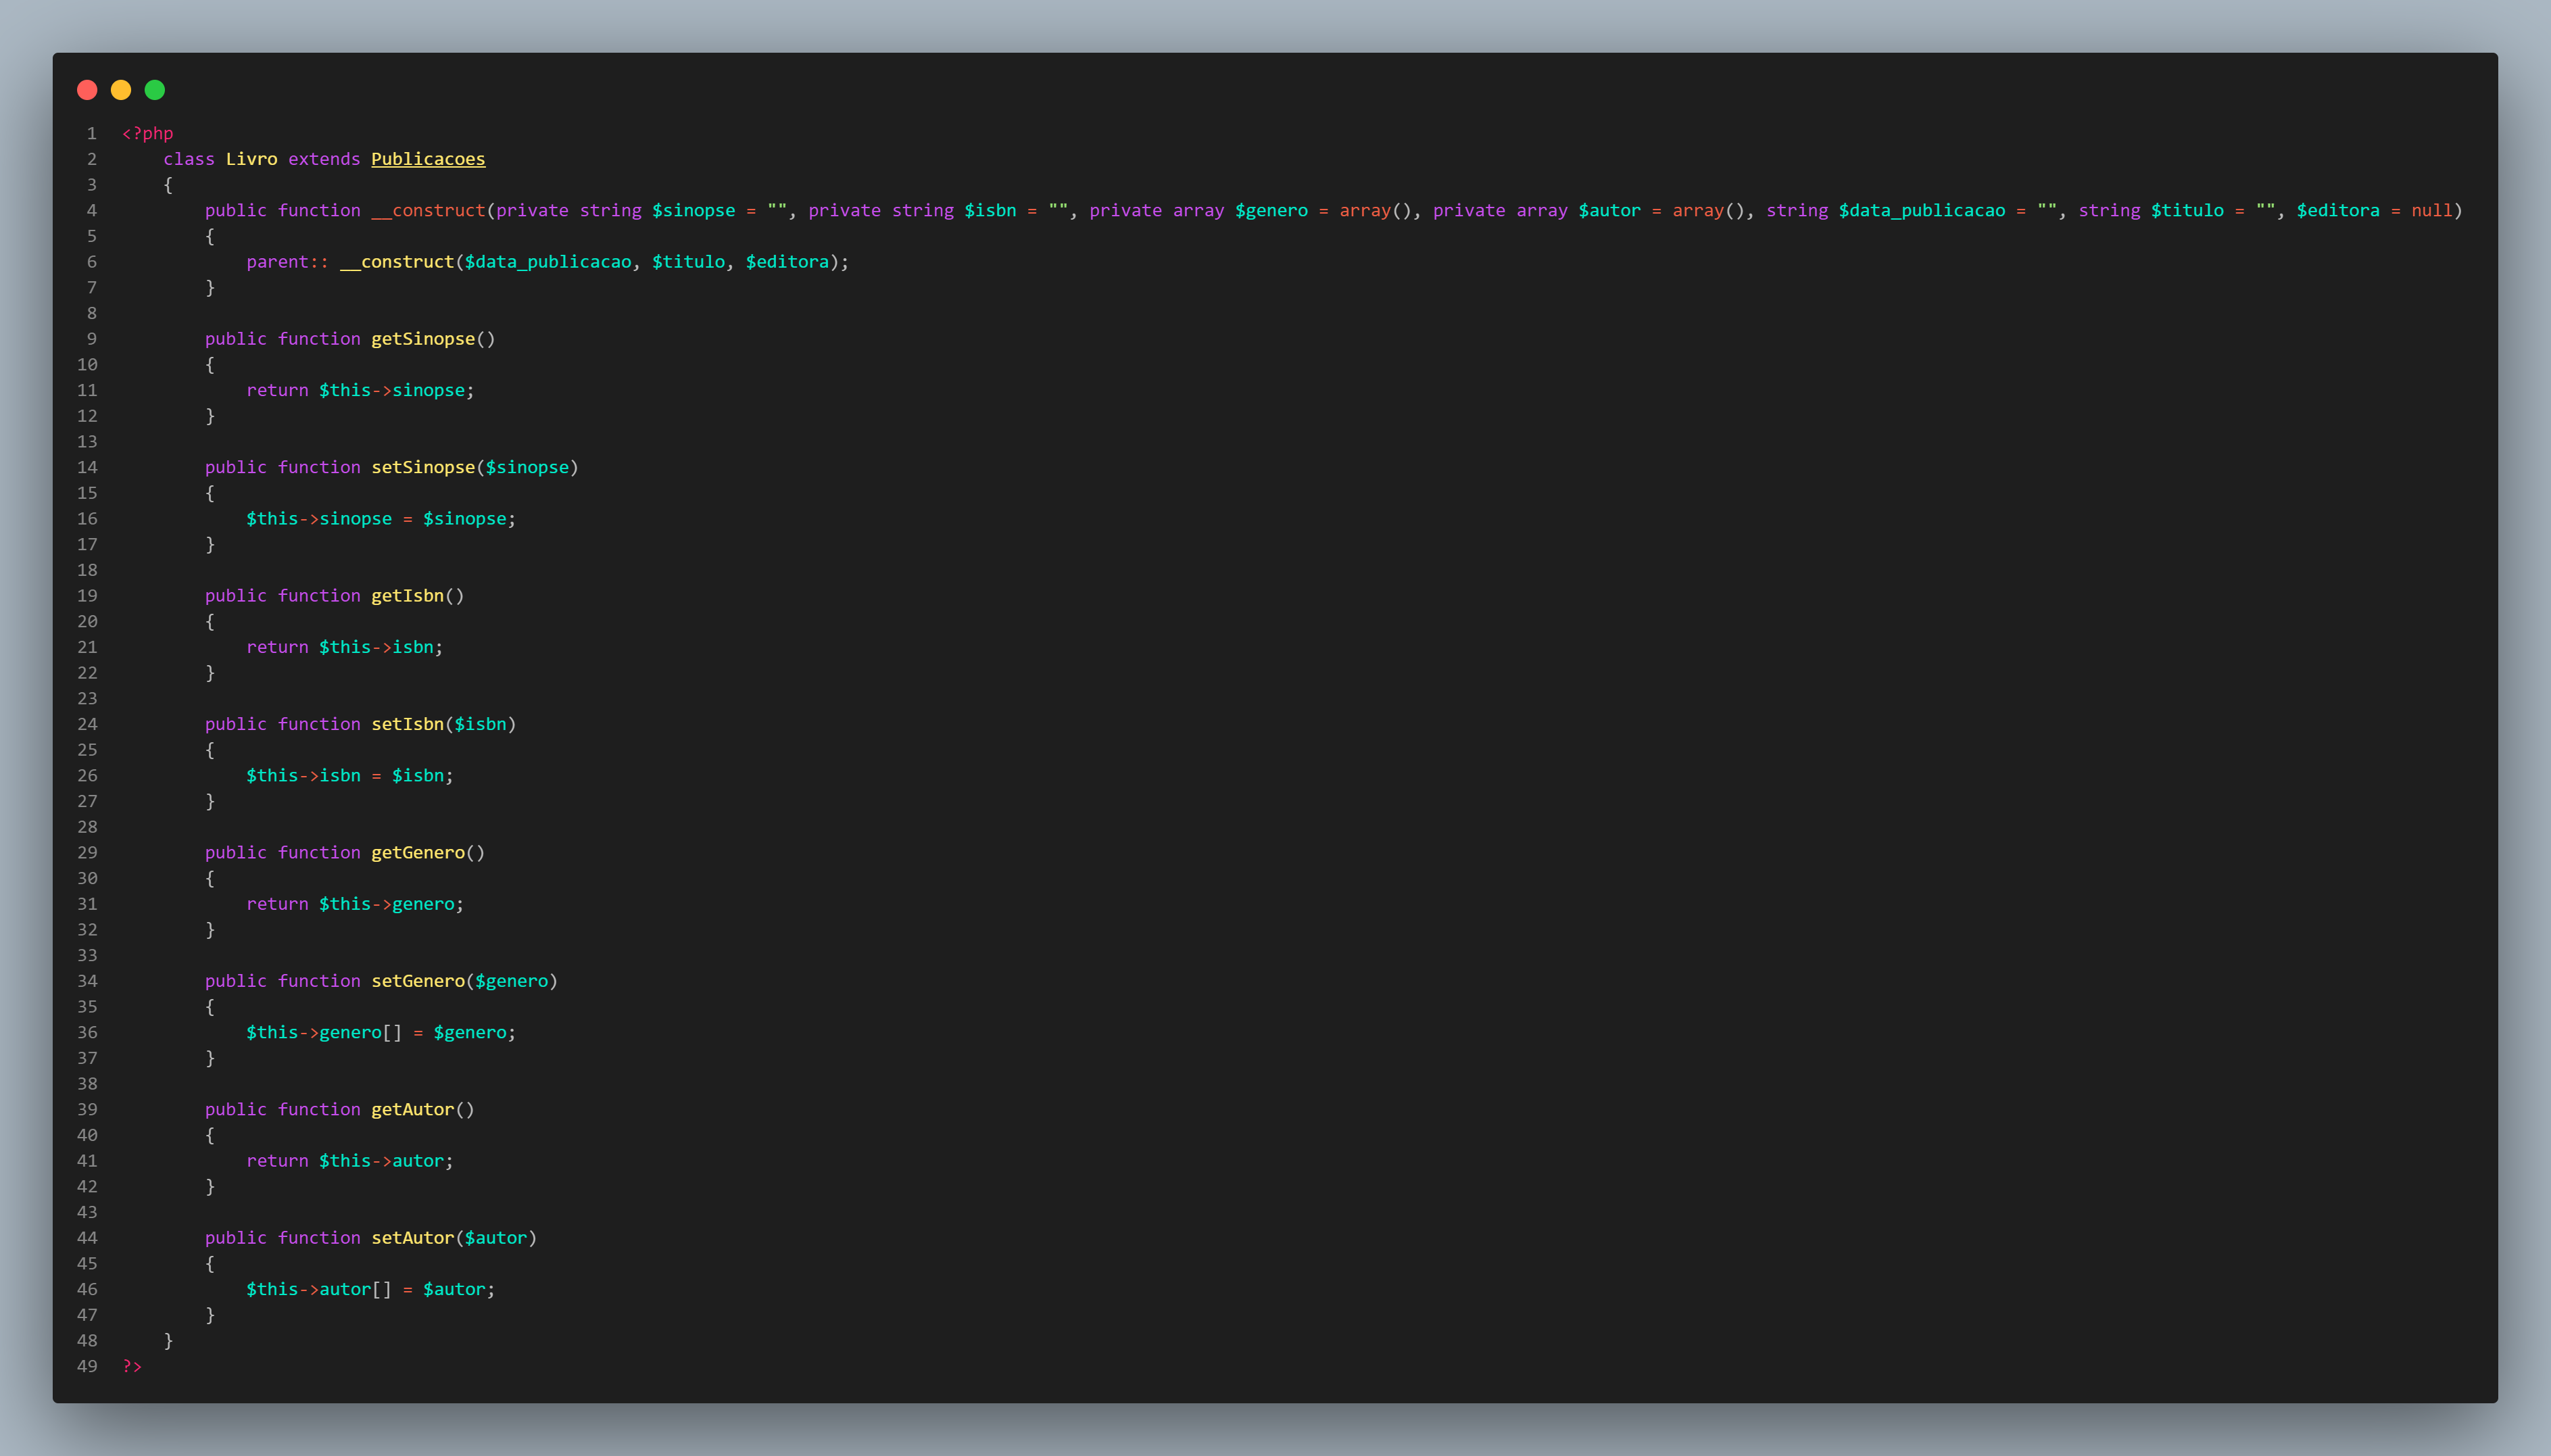 1 <?php
2     class Livro extends Publicacoes
3     {
4         public function __construct(private string $sinopse = "", private string $isbn = "", private array $genero = array(), private array $autor = array(), string $data_publicacao = "", string $titulo = "", $editora = null)
5         {
6             parent:: __construct($data_publicacao, $titulo, $editora);
7         }
8
9         public function getSinopse()
10         {
11             return $this->sinopse;
12         }
13
14         public function setSinopse($sinopse)
15         {
16             $this->sinopse = $sinopse;
17         }
18
19         public function getIsbn()
20         {
21             return $this->isbn;
22         }
23
24         public function setIsbn($isbn)
25         {
26             $this->isbn = $isbn;
27         }
28
29         public function getGenero()
30         {
31             return $this->genero;
32         }
33
34         public function setGenero($genero)
35         {
36             $this->genero[] = $genero;
37         }
38
39         public function getAutor()
40         {
41             return $this->autor;
42         }
43
44         public function setAutor($autor)
45         {
46             $this->autor[] = $autor;
47         }
48     }
49 ?>